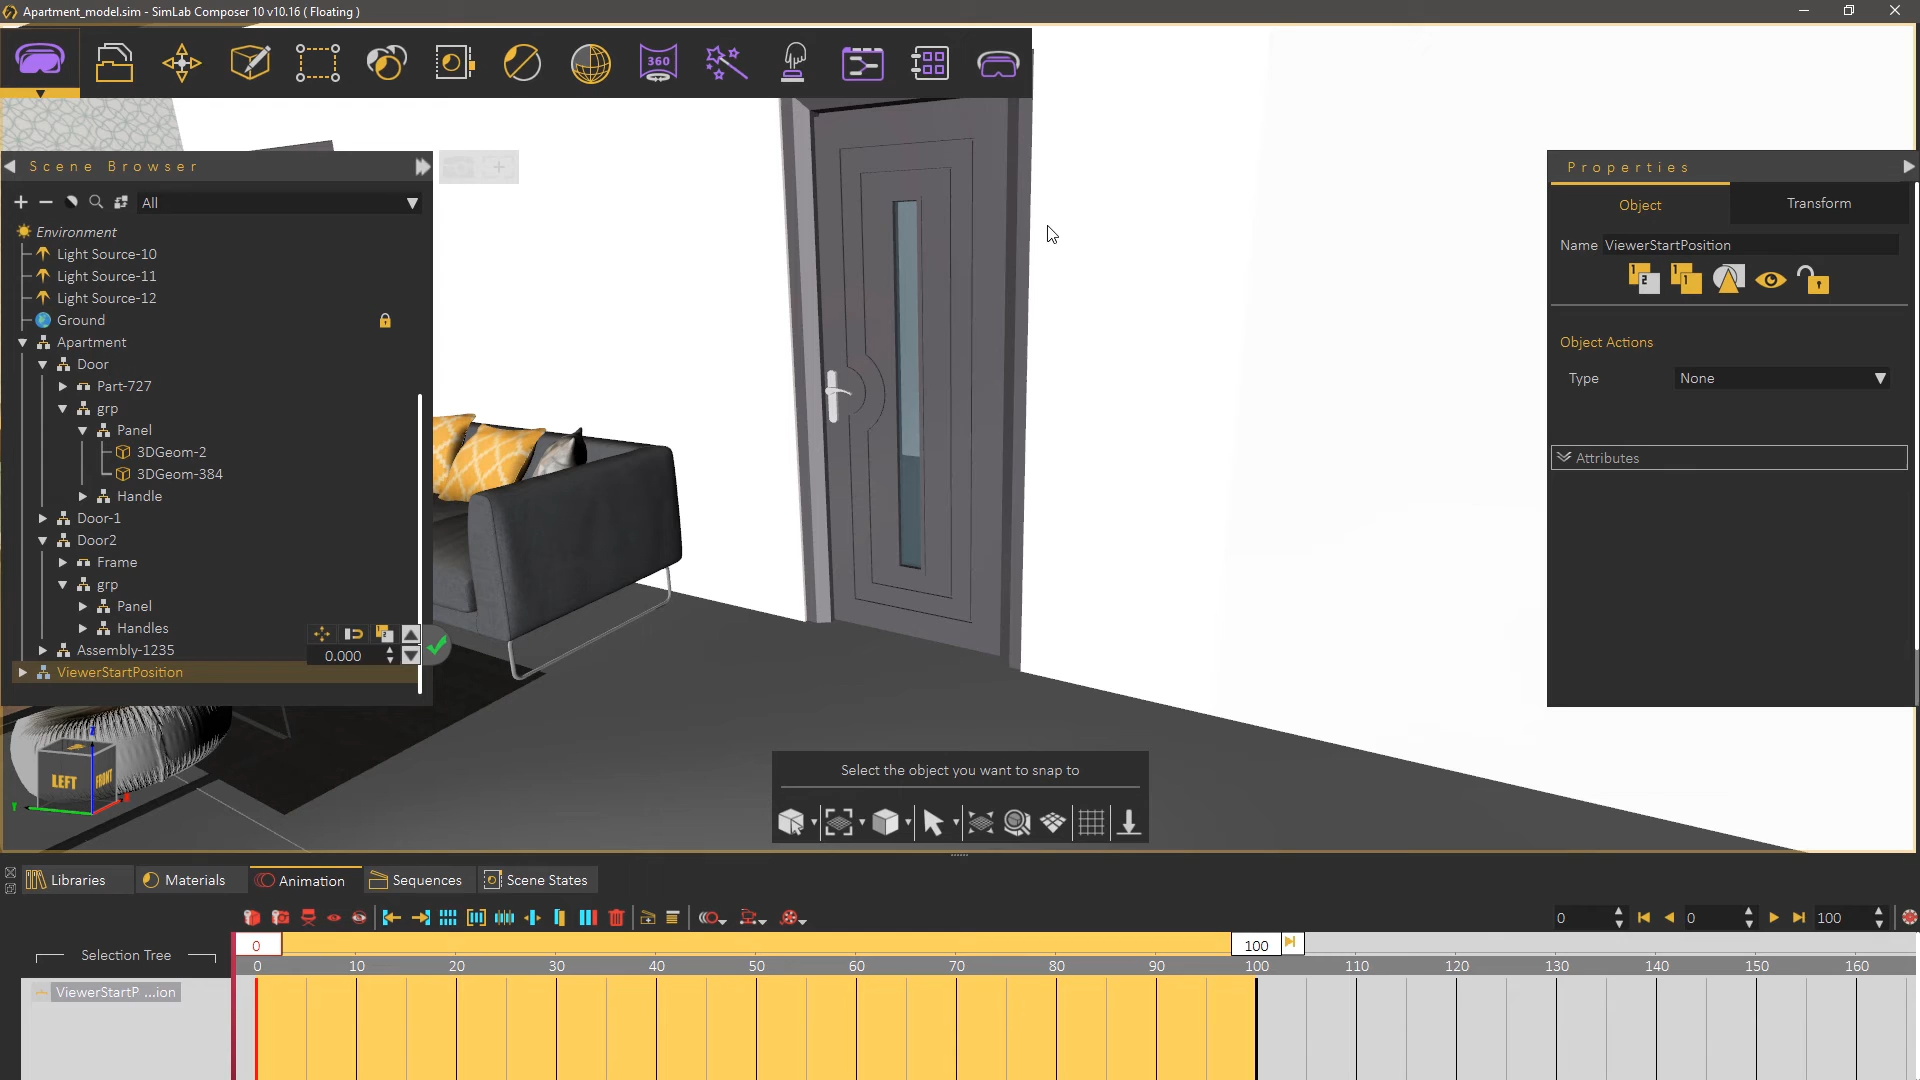 Apartment_model.sim - SimLab Composer 10 v10.16 ( Floating )
360
Scene Browser
All
Environment
Light Source-10
Light Source-11
Light Source-12
Ground
Apartment
Door
Part-727
grp
Panel
3DGeom-2
3DGeom-384
Handle
Door-1
Door2
Frame
grp
Panel
Handles
Assembly-1235
0.000
ViewerStartPosition
Properties
Object
Transform
Name ViewerStartPosition
Object Actions
Type None
Attributes
LEFT
FRONT
Z
Y
X
Select the object you want to snap to
Libraries
Materials
Animation
Sequences
Scene States
0 0 100
Selection Tree
0 100
0 10 20 30 40 50 60 70 80 90 100 110 120 130 140 150 160
ViewerStartP ...ion